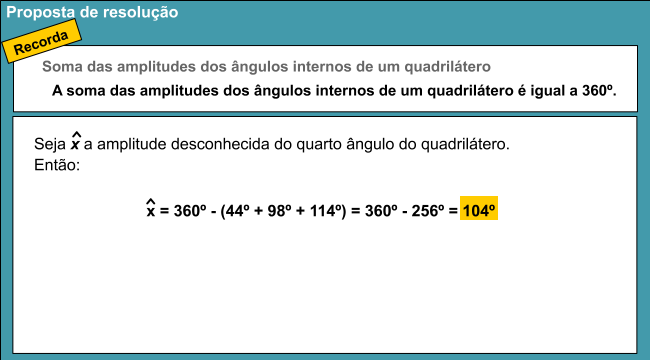 Proposta de resolução
Recorda
Soma das amplitudes dos ângulos internos de um quadrilátero
A soma das amplitudes dos ângulos internos de um quadrilátero é igual a 360º.
Seja x̂ a amplitude desconhecida do quarto ângulo do quadrilátero.
Então:
x̂ = 360º - (44º + 98º + 114º) = 360º - 256º = 104º